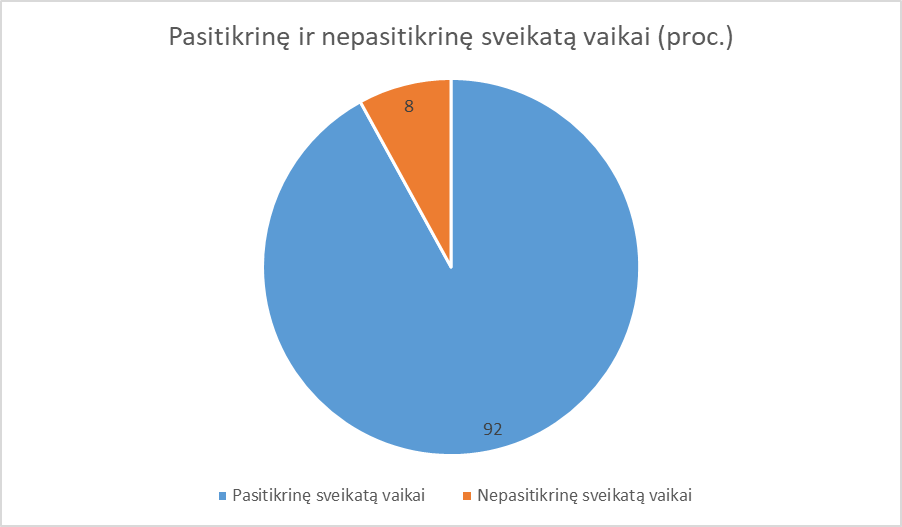 Pasitikrinę ir nepasitikrinę sveikatą vaikai (proc.)
8
92
Pasitikrinę sveikatą vaikai
Nepasitikrinę sveikatą vaikai